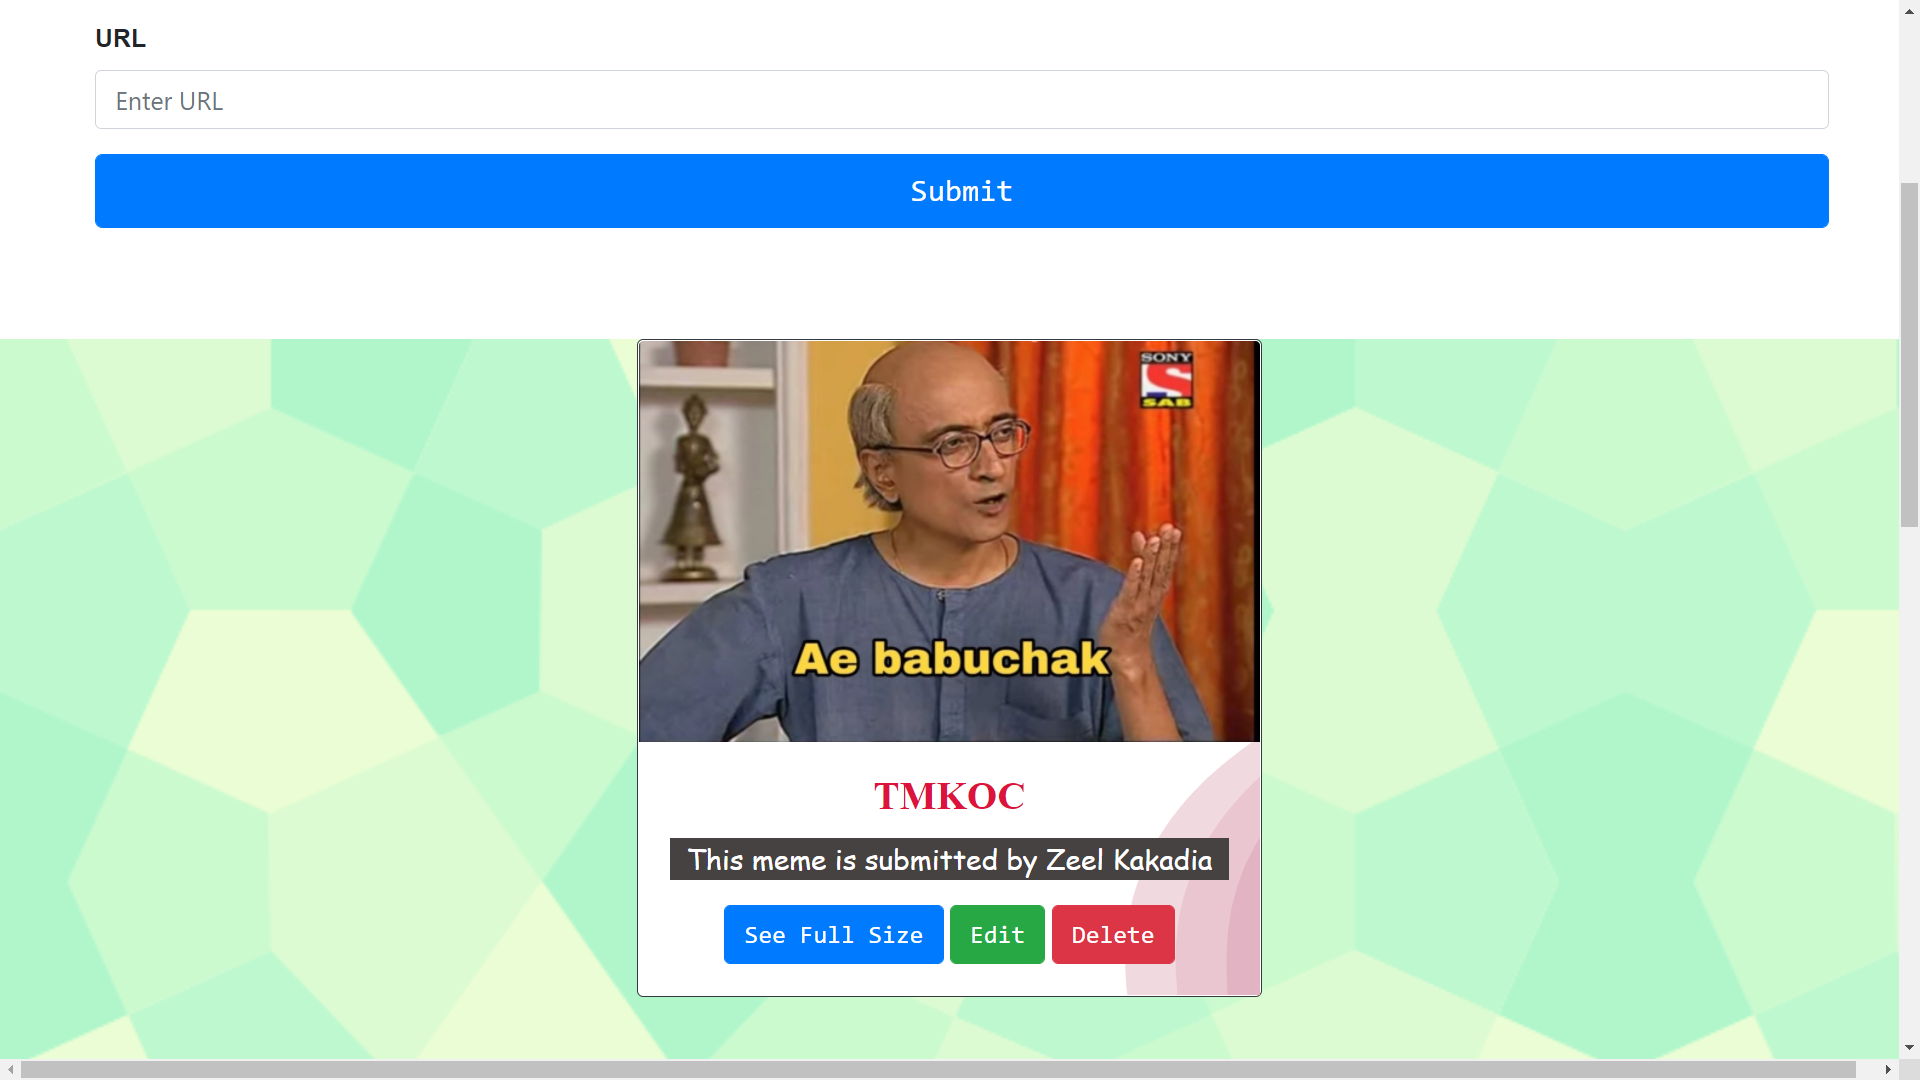 URL
Enter URL
Submit
SONY
SAB
Ae babuchak
TMKOC
This meme is submitted by Zeel Kakadia
See Full Size Edit Delete